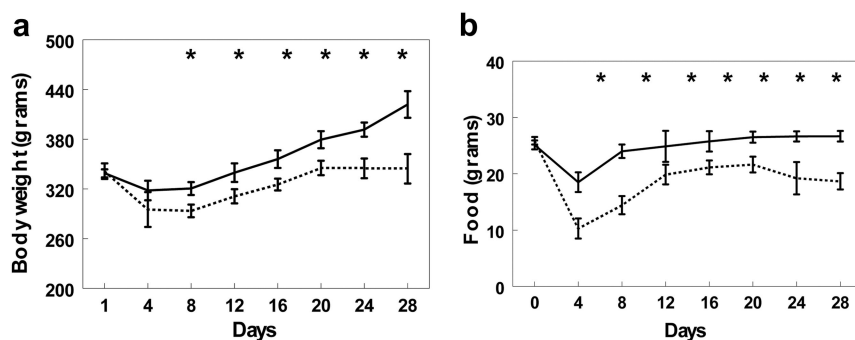 a
500
440
380
320
260
200
Body weight (grams)
* * * * * *
1 4 8 12 16 20 24 28
Days
b
40
30
20
10
0
Food (grams)
* * * * * * *
0 4 8 12 16 20 24 28
Days